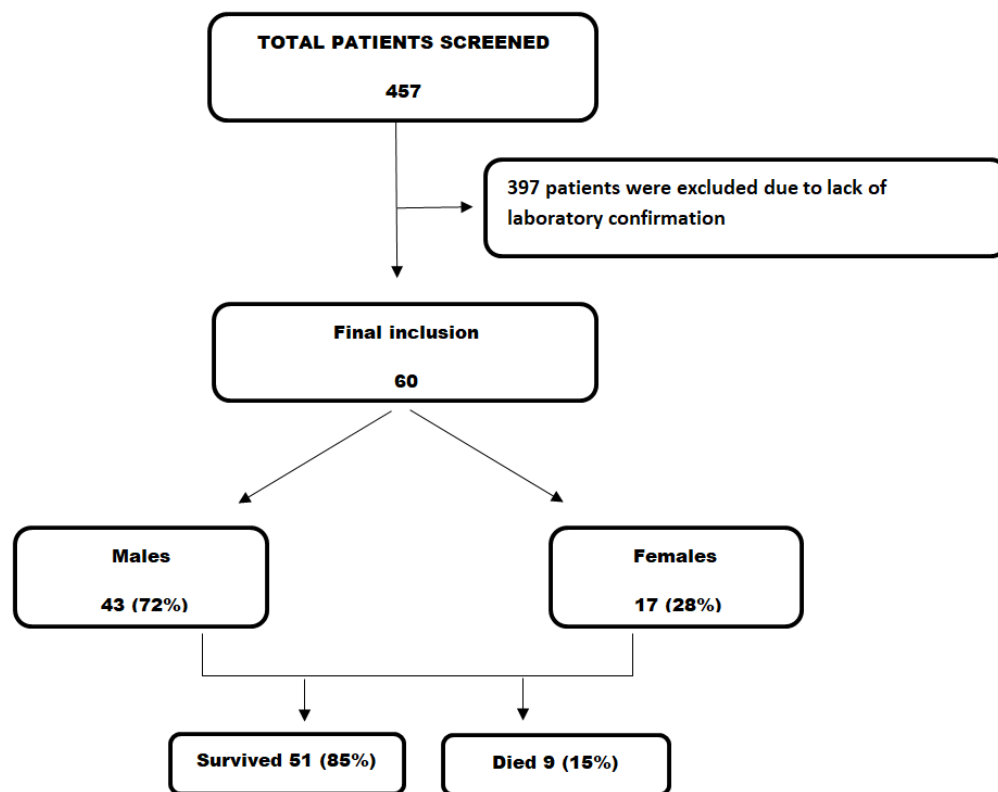 TOTAL PATIENTS SCREENED
457
397 patients were excluded due to lack of
laboratory confirmation
Final inclusion
60
Males
43 (72%)
Females
17 (28%)
Survived 51 (85%)
Died 9 (15%)